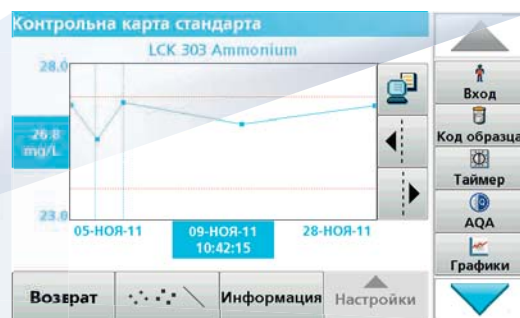 Контрольна карта стандарта
LCK 303 Ammonium
28.0
26.8
mg/L
23.0
05-НОЯ-11
09-НОЯ-11
10:42:15
28-НОЯ-11
Возврат
Информация
Настройки
Вход
Код образца
Таймер
AQA
Графики